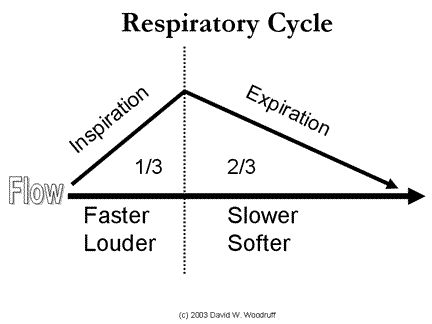 Respiratory Cycle
Inspiration
Expiration
1/3
2/3
Flow
Faster
Louder
Slower
Softer
(c) 2003 David W. Woodruff